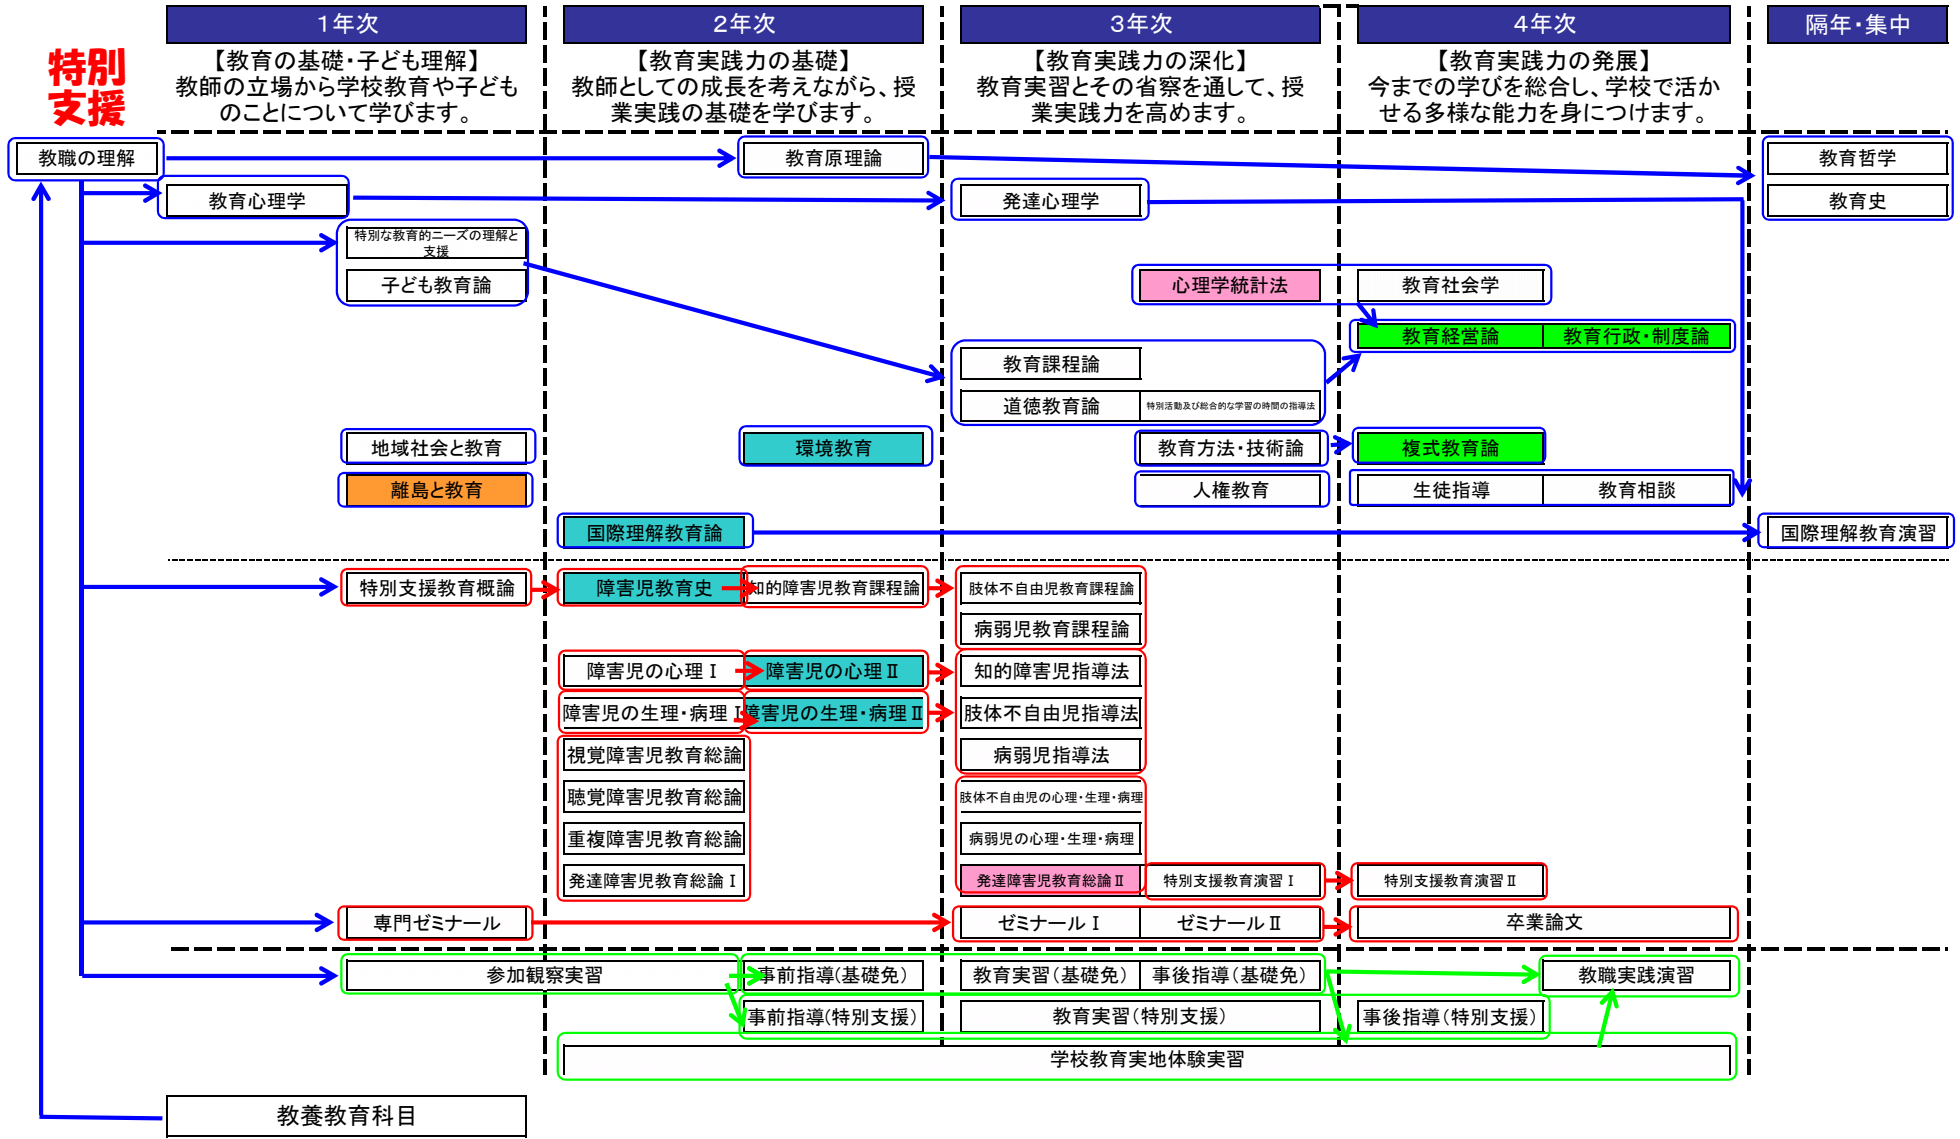 特別
支援
1年次
2年次
3年次
4年次
隔年・集中
【教育の基礎・子ども理解】
教師の立場から学校教育や子ども
のことについて学びます。
【教育実践力の基礎】
教師としての成長を考えながら、授
業実践の基礎を学びます。
【教育実践力の深化】
教育実習とその省察を通して、授
業実践力を高めます。
【教育実践力の発展】
今までの学びを総合し、学校で活か
せる多様な能力を身につけます。
教職の理解
教育原理論
教育哲学
教育心理学
発達心理学
教育史
特別な教育的ニーズの理解と
支援
子ども教育論
心理学統計法
教育社会学
教育経営論
教育行政・制度論
教育課程論
道徳教育論
特別活動及び総合的な学習の時間の指導法
地域社会と教育
環境教育
教育方法・技術論
複式教育論
離島と教育
人権教育
生徒指導
教育相談
国際理解教育論
国際理解教育演習
特別支援教育概論
障害児教育史
知的障害児教育課程論
肢体不自由児教育課程論
病弱児教育課程論
障害児の心理Ⅰ
障害児の心理Ⅱ
知的障害児指導法
障害児の生理・病理Ⅰ
障害児の生理・病理Ⅱ
肢体不自由児指導法
視覚障害児教育総論
病弱児指導法
聴覚障害児教育総論
肢体不自由児の心理・生理・病理
重複障害児教育総論
病弱児の心理・生理・病理
発達障害児教育総論Ⅰ
発達障害児教育総論Ⅱ
特別支援教育演習Ⅰ
特別支援教育演習Ⅱ
専門ゼミナール
ゼミナールⅠ
ゼミナールⅡ
卒業論文
参加観察実習
事前指導(基礎免)
教育実習(基礎免)
事後指導(基礎免)
教職実践演習
事前指導(特別支援)
教育実習(特別支援)
事後指導(特別支援)
学校教育実地体験実習
教養教育科目